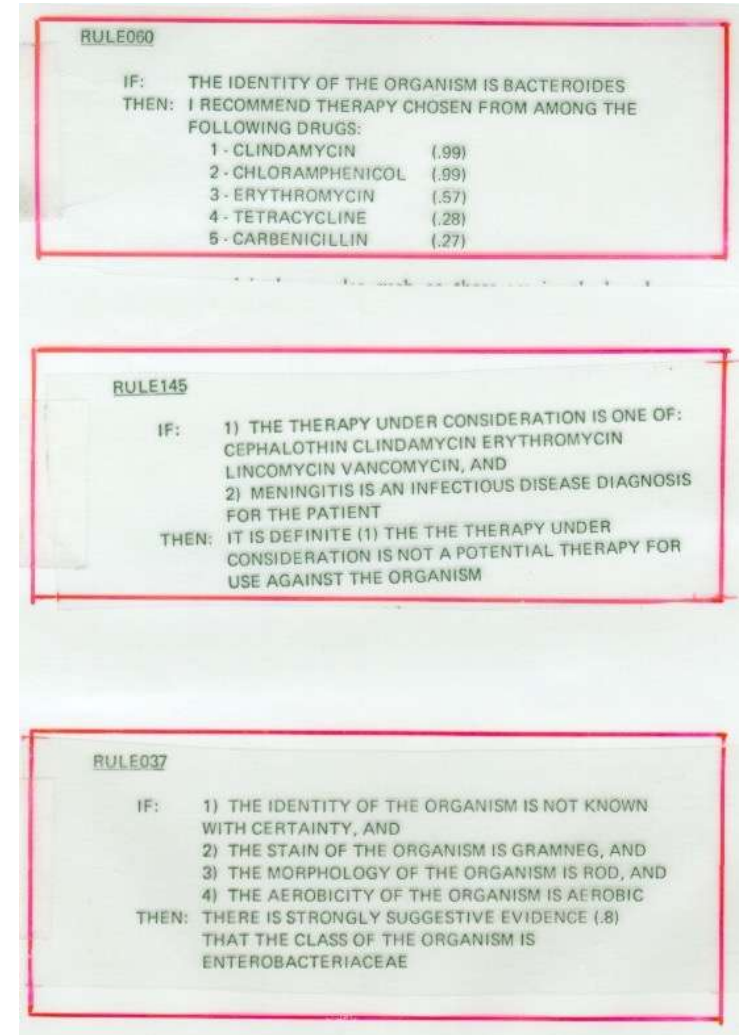 RULE060
IF: THE IDENTITY OF THE ORGANISM IS BACTEROIDES
THEN: I RECOMMEND THERAPY CHOSEN FROM AMONG THE
FOLLOWING DRUGS:
1 - CLINDAMYCIN (.99)
2 - CHLORAMPHENICOL (.99)
3 - ERYTHROMYCIN (.57)
4 - TETRACYCLINE (.28)
5 - CARBENICILLIN (.27)
RULE145
IF: 1) THE THERAPY UNDER CONSIDERATION IS ONE OF:
CEPHALOTHIN CLINDAMYCIN ERYTHROMYCIN
LINCOMYCIN VANCOMYCIN, AND
2) MENINGITIS IS AN INFECTIOUS DISEASE DIAGNOSIS
FOR THE PATIENT
THEN: IT IS DEFINITE (1) THE THE THERAPY UNDER
CONSIDERATION IS NOT A POTENTIAL THERAPY FOR
USE AGAINST THE ORGANISM
RULE037
IF: 1) THE IDENTITY OF THE ORGANISM IS NOT KNOWN
WITH CERTAINTY, AND
2) THE STAIN OF THE ORGANISM IS GRAMNEG, AND
3) THE MORPHOLOGY OF THE ORGANISM IS ROD, AND
4) THE AEROBICITY OF THE ORGANISM IS AEROBIC
THEN: THERE IS STRONGLY SUGGESTIVE EVIDENCE (.8)
THAT THE CLASS OF THE ORGANISM IS
ENTEROBACTERIACEAE